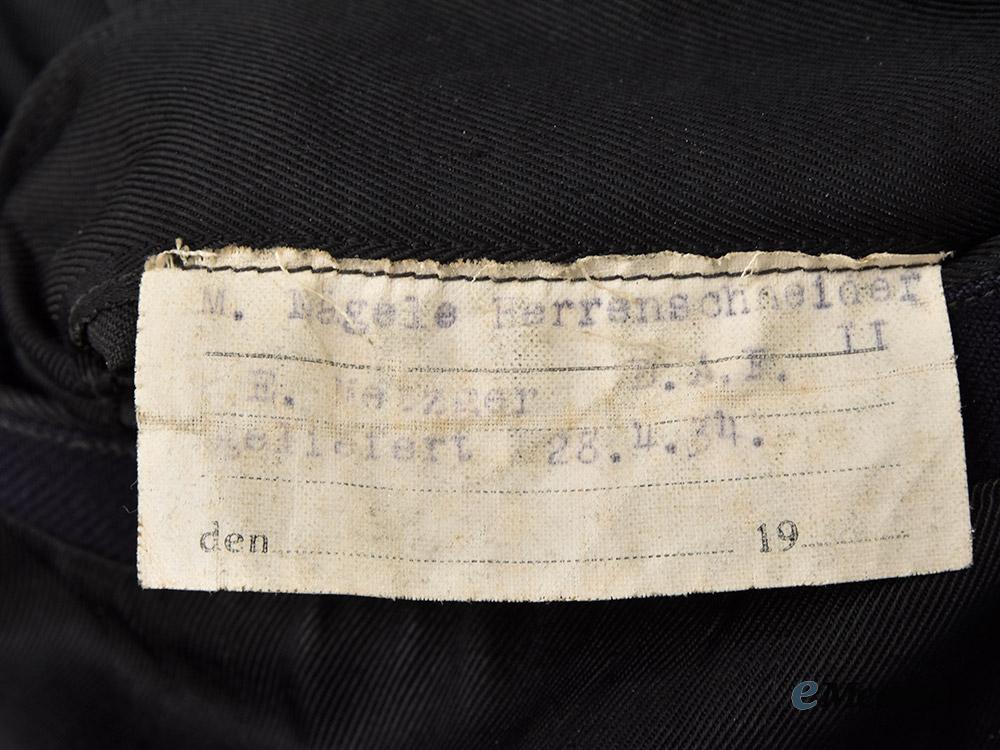 M. Nägele Herrenschneider
II
E. Metzger
geliefert 28.4.34.
den 19